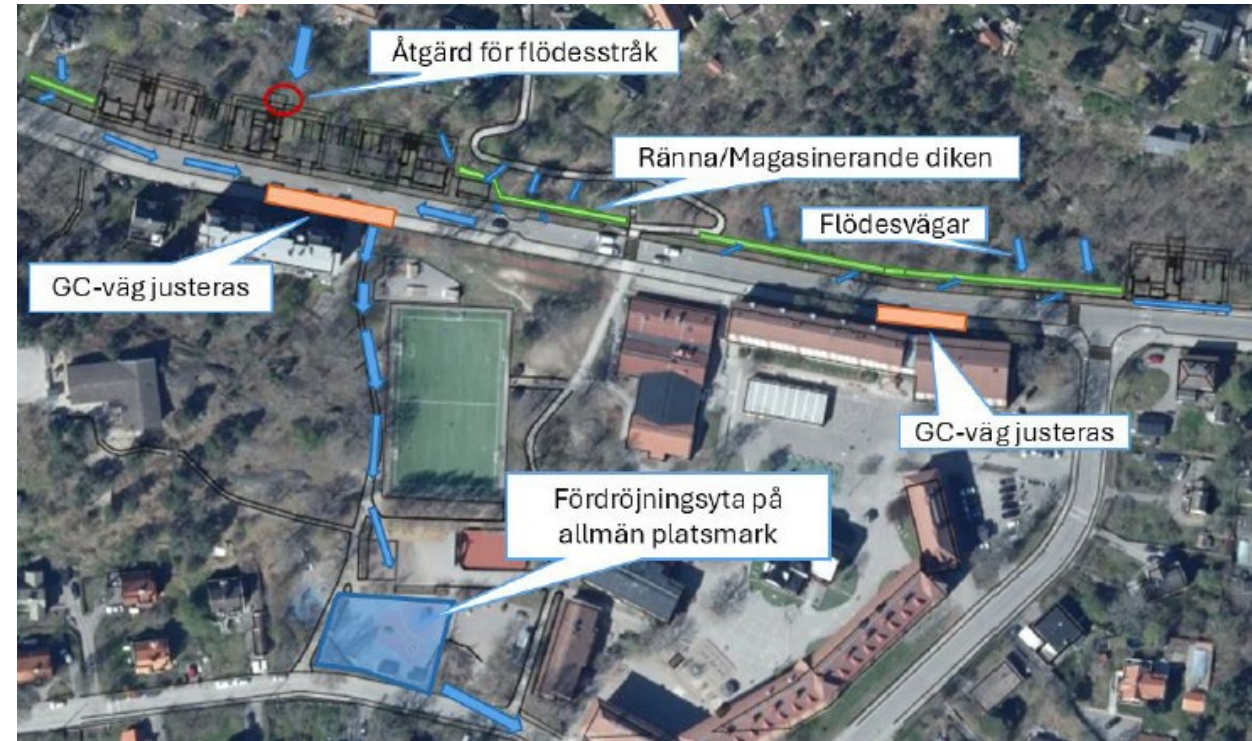 Åtgärd för flödesstråk
Ränna/Magasinerande diken
Flödesvägar
GC-väg justeras
GC-väg justeras
Fördröjningsyta på
allmän platsmark